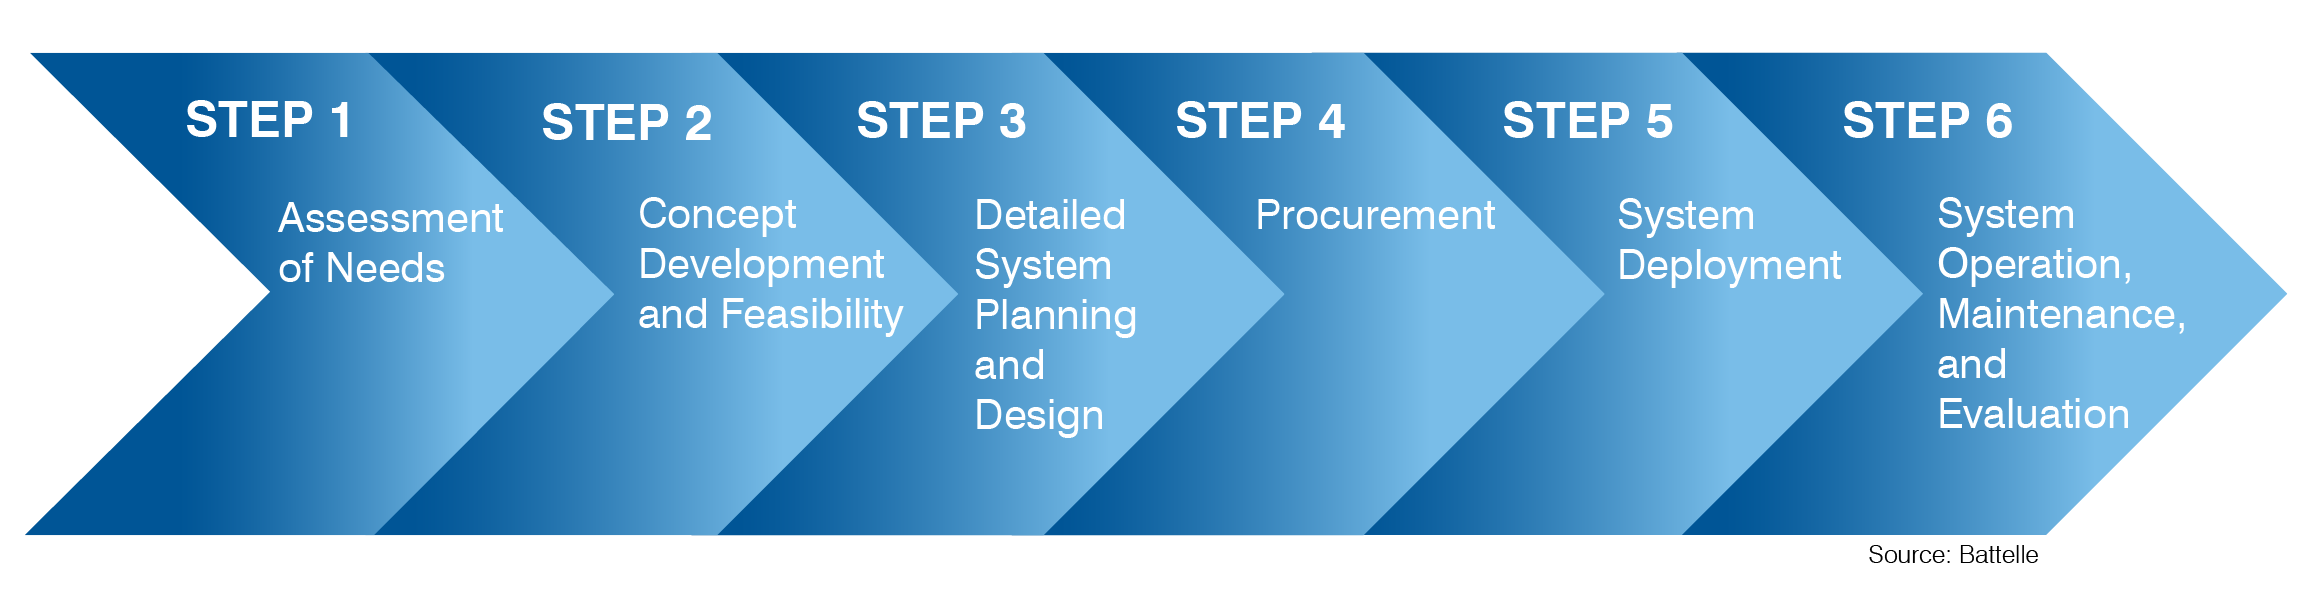 STEP 1
Assessment
of Needs
STEP 2
Concept
Development
and Feasibility
STEP 3
Detailed
System
Planning
and
Design
STEP 4
Procurement
STEP 5
System
Deployment
STEP 6
System
Operation,
Maintenance,
and
Evaluation
Source: Battelle